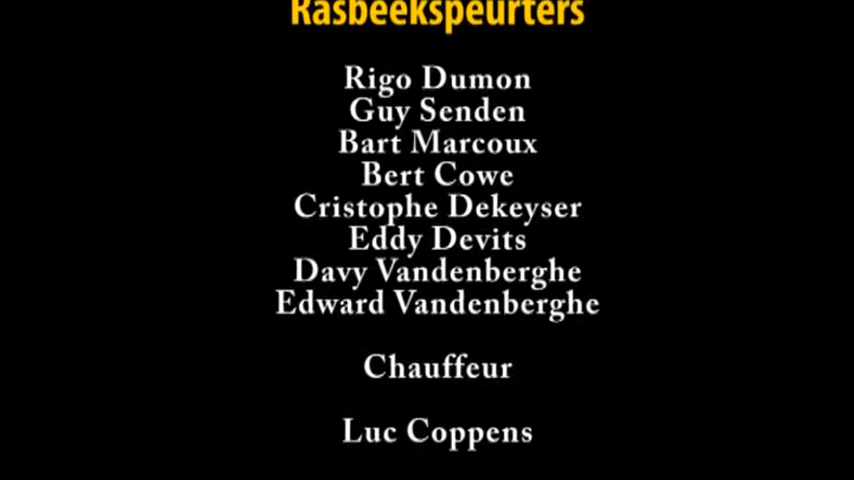 Rasbeekspeurters
Rigo Dumon
Guy Senden
Bart Marcoux
Bert Cowe
Cristophe Dekeyser
Eddy Devits
Davy Vandenberghe
Edward Vandenberghe
Chauffeur
Luc Coppens